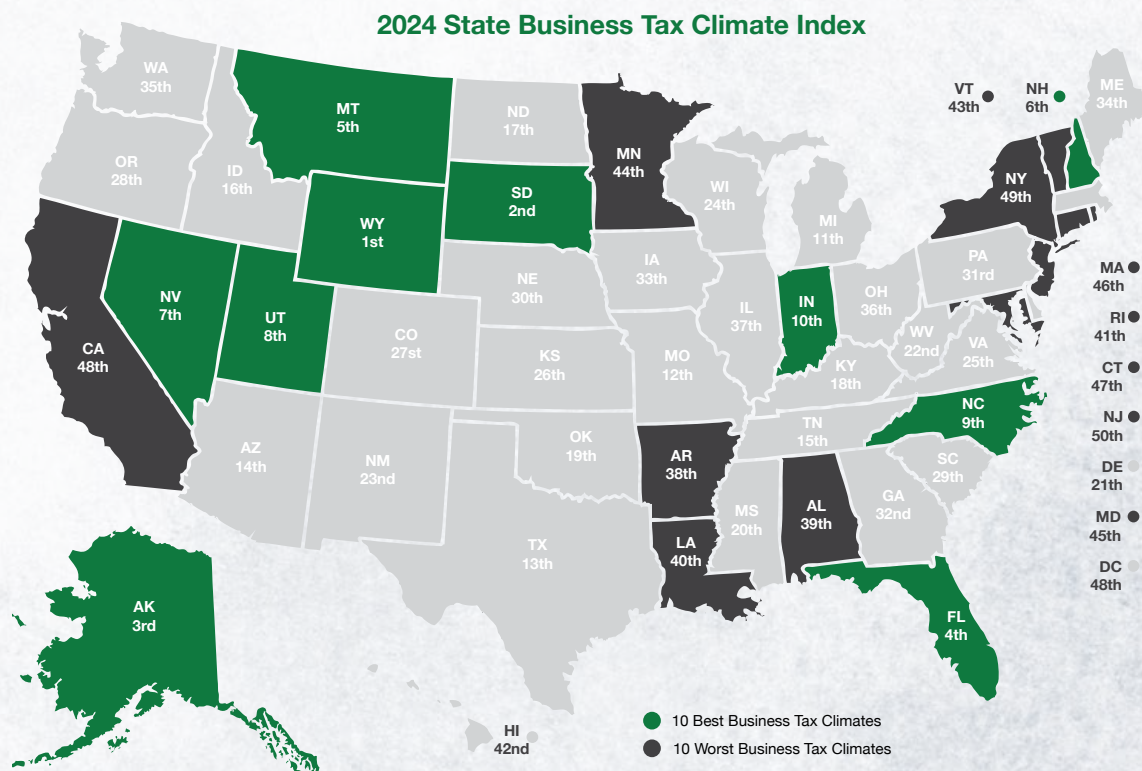 2024 State Business Tax Climate Index
WA
35th
MT
5th
ND
17th
MN
44th
VT
43th
NH
6th
ME
34th
OR
28th
ID
16th
SD
2nd
WI
24th
MI
11th
NY
49th
WY
1st
NV
7th
UT
8th
NE
30th
IA
33th
IL
37th
IN
10th
OH
36th
PA
31rd
MA
46th
RI
41th
CA
48th
CO
27st
KS
26th
MO
12th
KY
18th
WV
22nd
VA
25th
CT
47th
NJ
50th
AZ
14th
NM
23nd
OK
19th
AR
38th
TN
15th
NC
9th
SC
29th
DE
21th
TX
13th
LA
40th
MS
20th
AL
39th
GA
32nd
MD
45th
DC
48th
AK
3rd
FL
4th
HI
42nd
10 Best Business Tax Climates
10 Worst Business Tax Climates